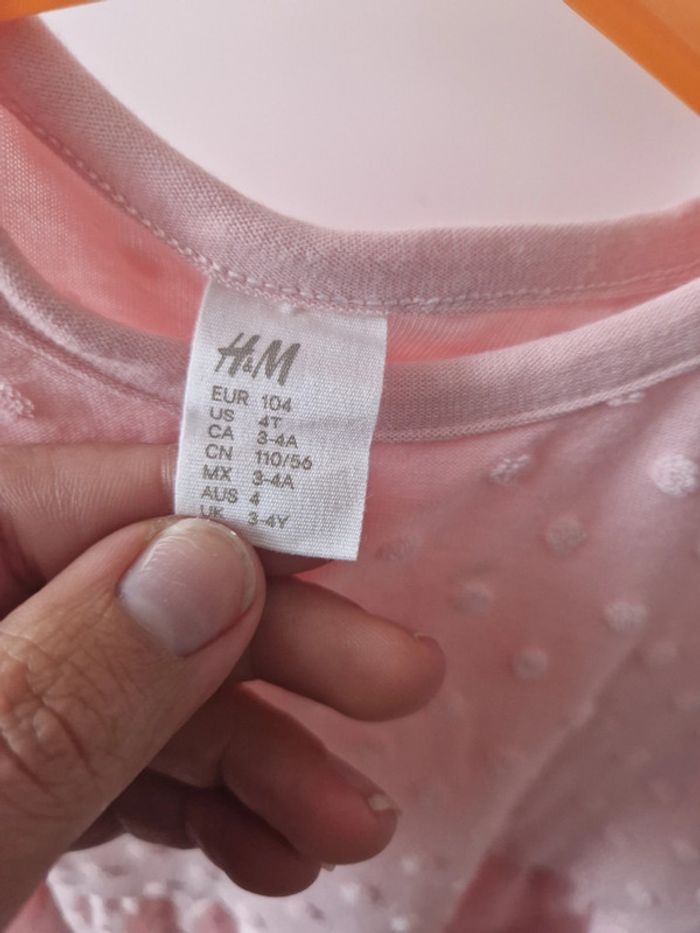 H&M
EUR 104
US 4T
CA 3-4A
CN 110/56
MX 3-4A
AUS 4
UK 3-4Y